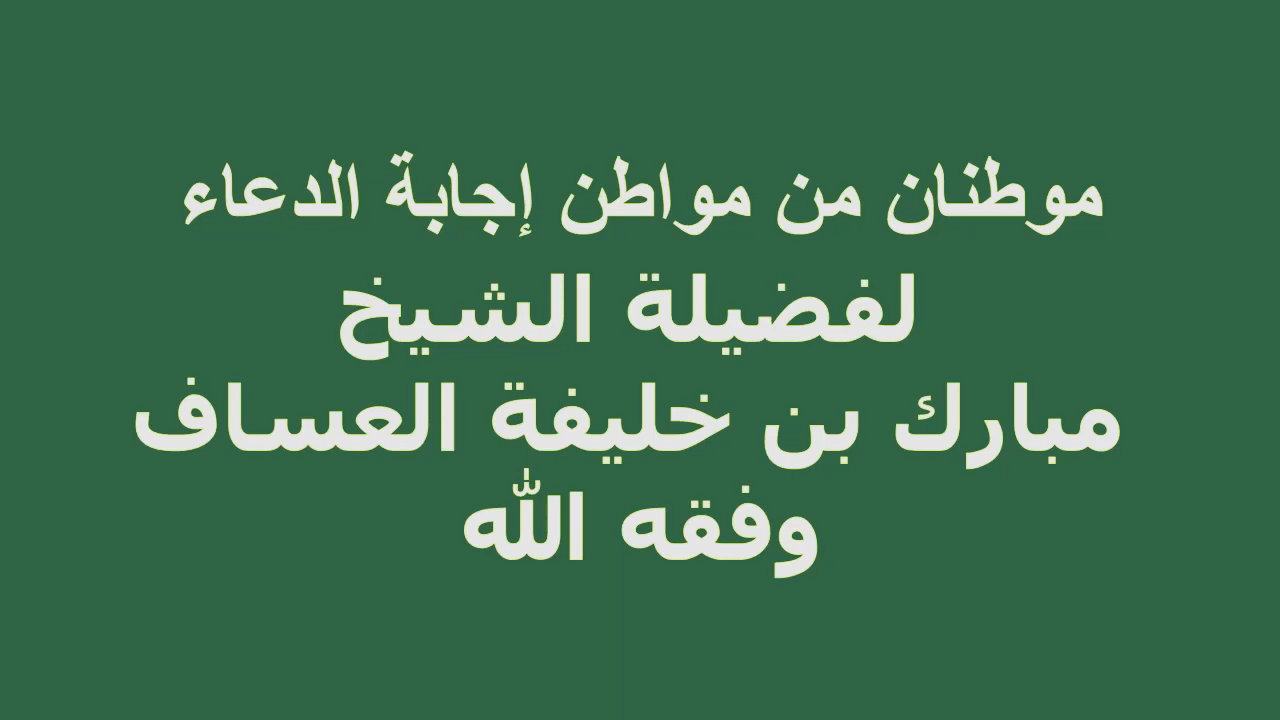 موطنان من مواطن إجابة الدعاء
لفضيلة الشيخ
مبارك بن خليفة العساف
وفقه الله